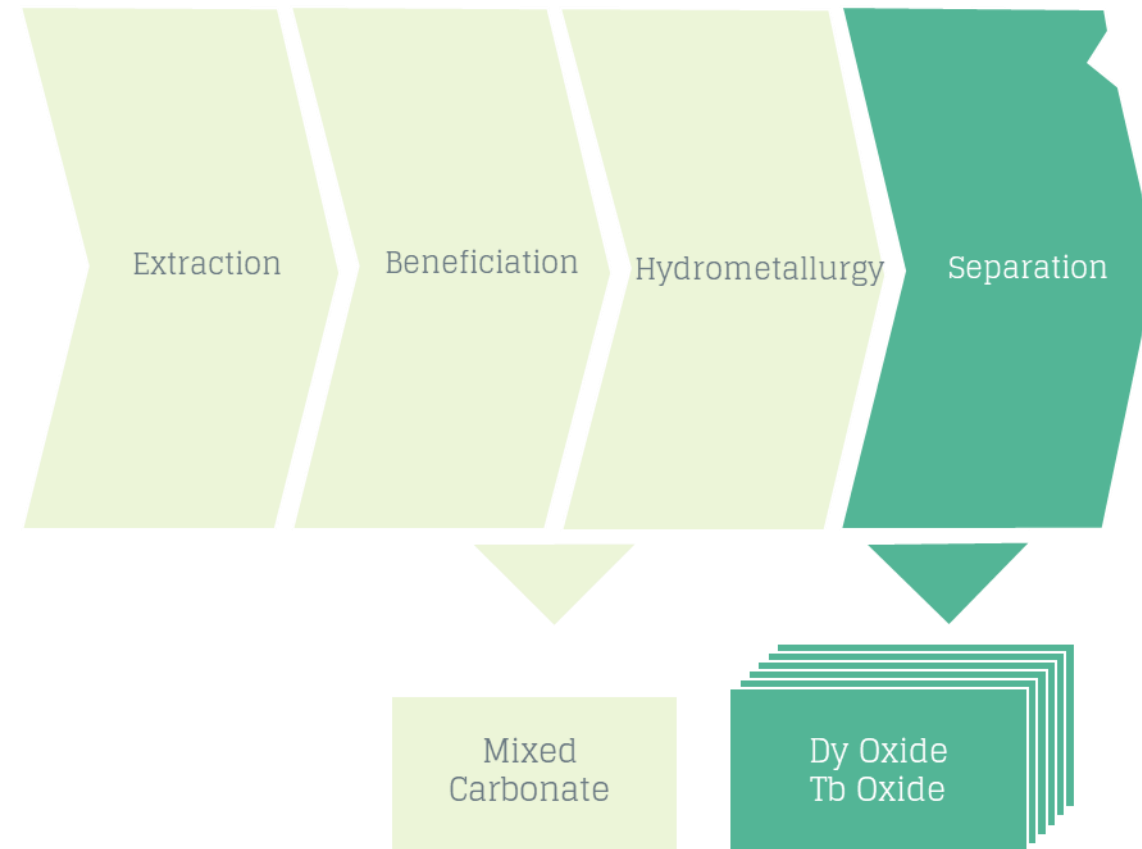 Extraction
Beneficiation
Hydrometallurgy
Separation
Mixed
Carbonate
Dy Oxide
Tb Oxide